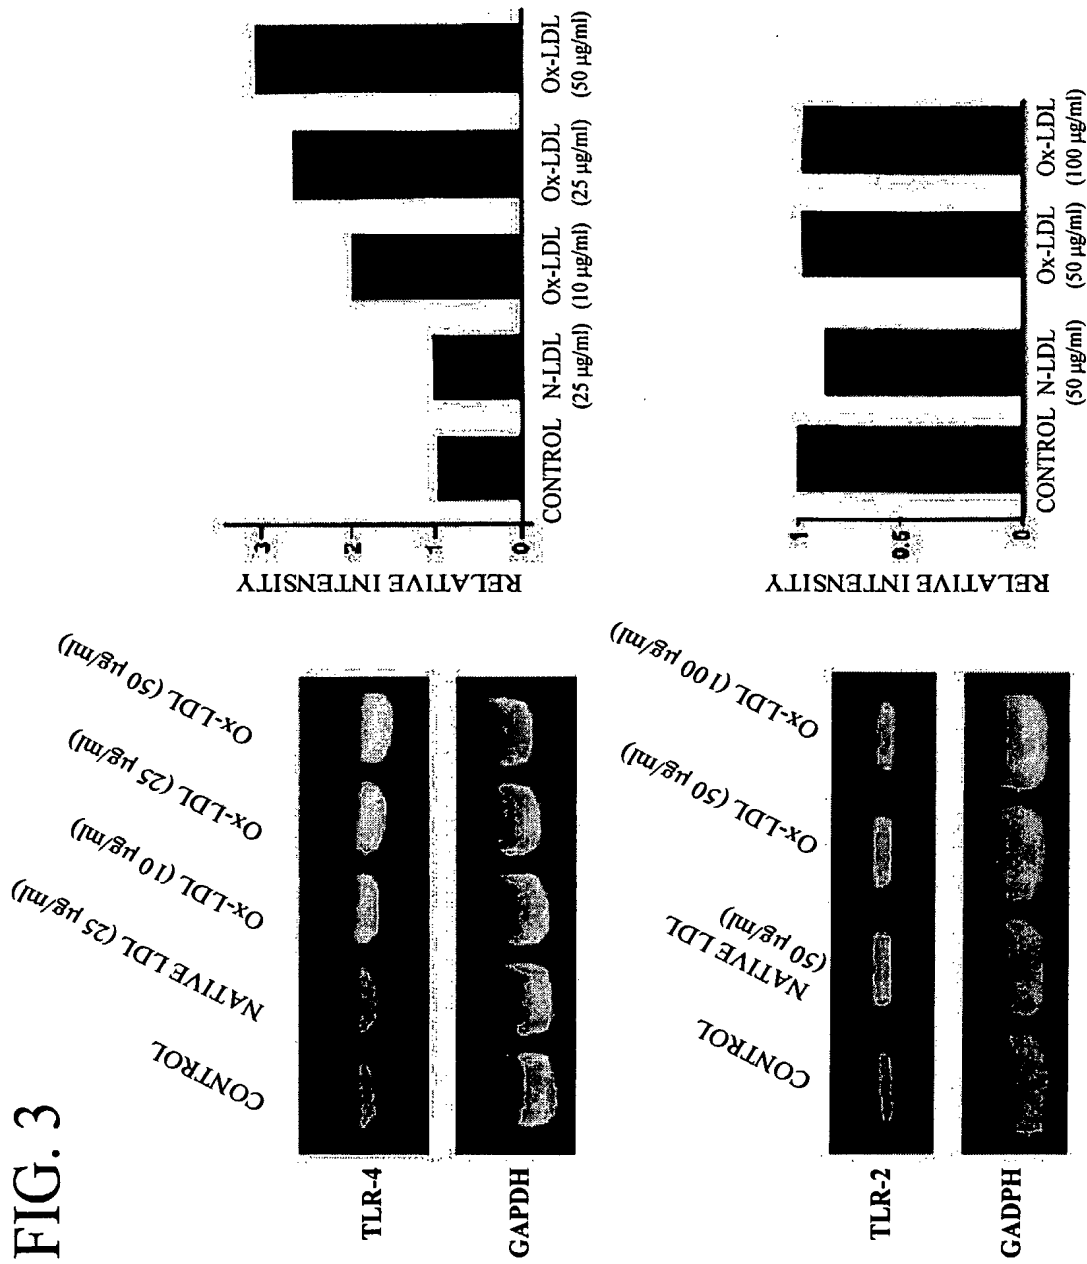 FIG. 3
CONTROL
NATIVE LDL (25 µg/ml)
Ox-LDL (10 µg/ml)
Ox-LDL (25 µg/ml)
Ox-LDL (50 µg/ml)
TLR-4
GAPDH
RELATIVE INTENSITY
3
2
1
0
CONTROL N-LDL Ox-LDL Ox-LDL Ox-LDL
(25 µg/ml) (10 µg/ml) (25 µg/ml) (50 µg/ml)
CONTROL
NATIVE LDL
(50 µg/ml)
Ox-LDL (50 µg/ml)
Ox-LDL (100 µg/ml)
TLR-2
GADPH
RELATIVE INTENSITY
1
0.5
0
CONTROL N-LDL Ox-LDL Ox-LDL
(50 µg/ml) (50 µg/ml) (100 µg/ml)